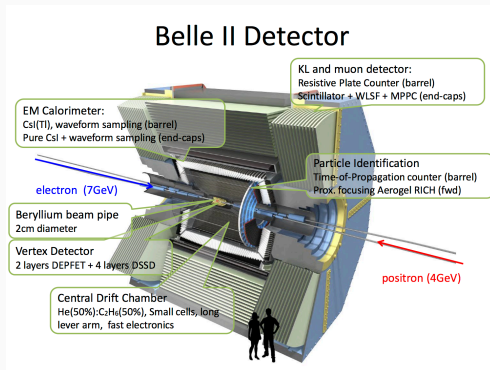 Belle II Detector
KL and muon detector:
Resistive Plate Counter (barrel)
Scintillator + WLSF + MPPC (end-caps)
EM Calorimeter:
CsI(Tl), waveform sampling (barrel)
Pure CsI + waveform sampling (end-caps)
Particle Identification
Time-of-Propagation counter (barrel)
Prox. focusing Aerogel RICH (fwd)
electron (7GeV)
Beryllium beam pipe
2cm diameter
Vertex Detector
2 layers DEPFET + 4 layers DSSD
positron (4GeV)
Central Drift Chamber
He(50%):C₂H₆(50%), Small cells, long
lever arm, fast electronics